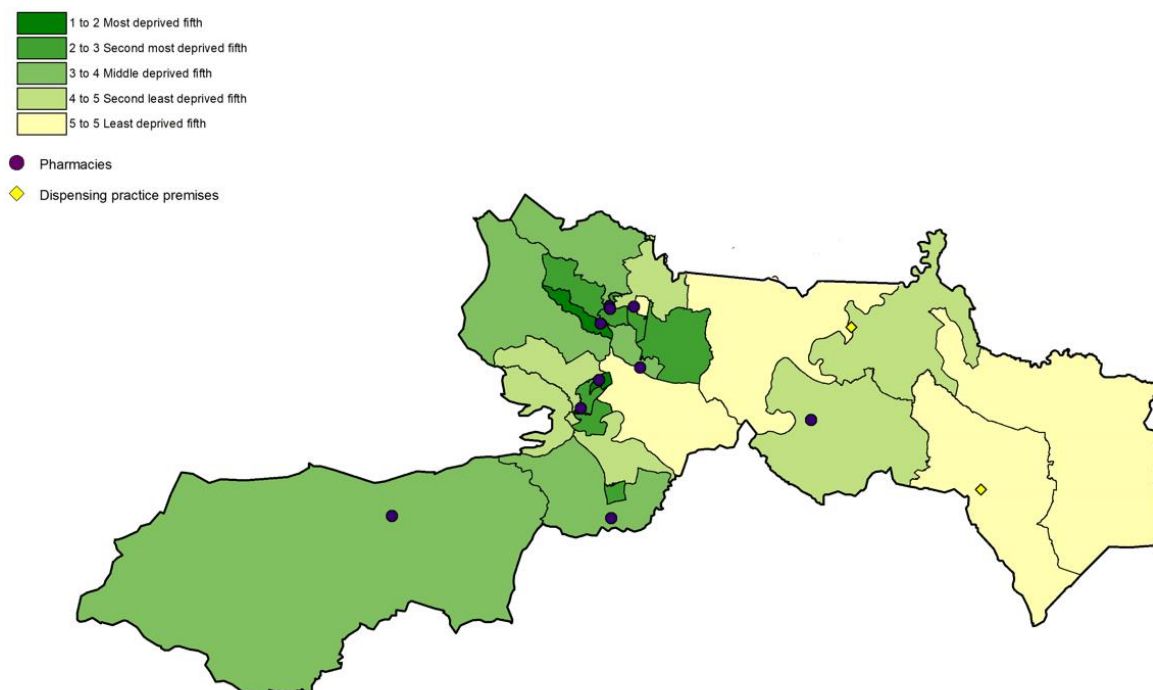 1 to 2 Most deprived fifth
2 to 3 Second most deprived fifth
3 to 4 Middle deprived fifth
4 to 5 Second least deprived fifth
5 to 5 Least deprived fifth
Pharmacies
Dispensing practice premises